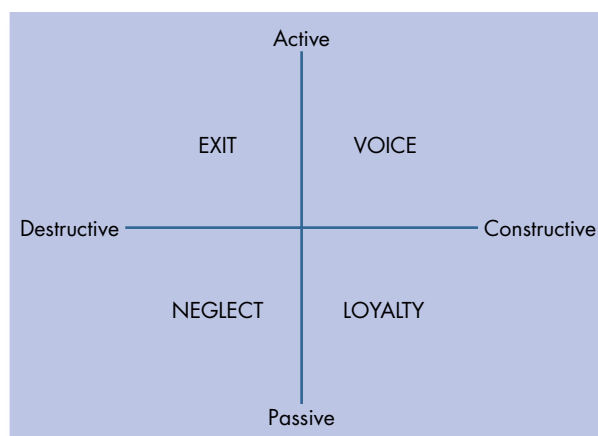 Active
EXIT VOICE
Destructive Constructive
NEGLECT LOYALTY
Passive